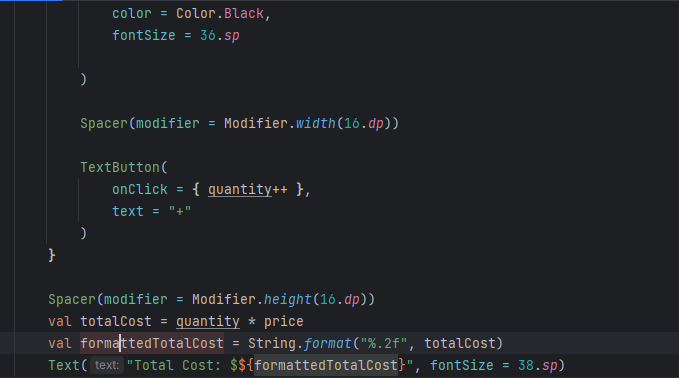 color = Color.Black,
fontSize = 36.sp
)
Spacer(modifier = Modifier.width(16.dp))
TextButton(
onClick = { quantity++ },
text = "+"
)
}
Spacer(modifier = Modifier.height(16.dp))
val totalCost = quantity * price
val formattedTotalCost = String.format("%.2f", totalCost)
Text( text: "Total Cost: $${formattedTotalCost}", fontSize = 38.sp)